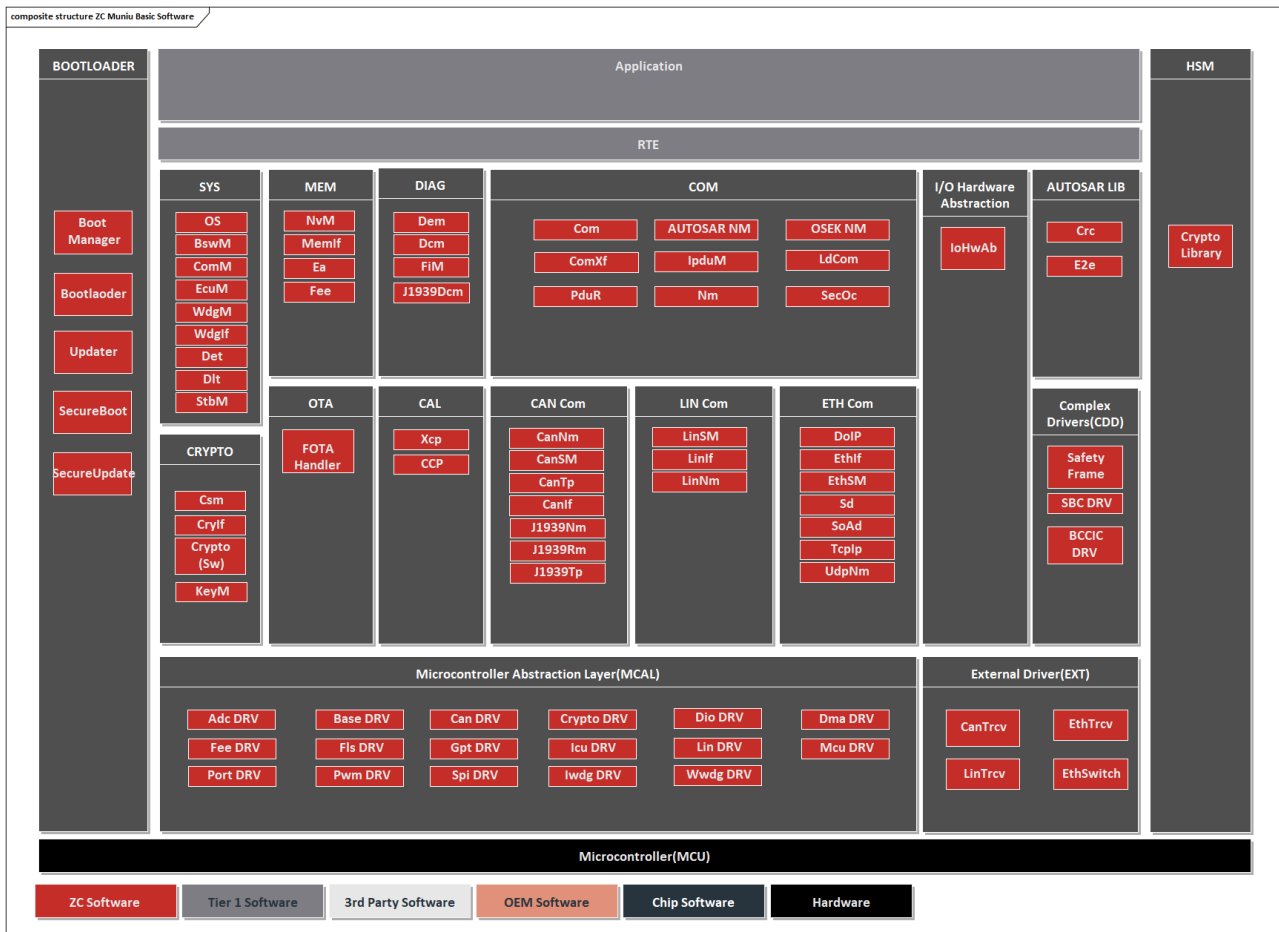 composite structure ZC Muniu Basic Software
BOOTLOADER
Boot
Manager
Bootlaoder
Updater
SecureBoot
SecureUpdate
Application
RTE
SYS
OS
BswM
ComM
EcuM
WdgM
WdgIf
Det
Dlt
StbM
MEM
NvM
MemIf
Ea
Fee
DIAG
Dem
Dcm
FiM
J1939Dcm
COM
Com
AUTOSAR NM
OSEK NM
ComXf
IpduM
LdCom
PduR
Nm
SecOc
I/O Hardware
Abstraction
IoHwAb
AUTOSAR LIB
Crc
E2e
HSM
Crypto
Library
CRYPTO
Csm
CryIf
Crypto
(Sw)
KeyM
OTA
FOTA
Handler
CAL
Xcp
CCP
CAN Com
CanNm
CanSM
CanTp
CanIf
J1939Nm
J1939Rm
J1939Tp
LIN Com
LinSM
LinIf
LinNm
ETH Com
DoIP
EthIf
EthSM
Sd
SoAd
TcpIp
UdpNm
Complex
Drivers(CDD)
Safety
Frame
SBC DRV
BCCIC
DRV
Microcontroller Abstraction Layer(MCAL)
Adc DRV
Base DRV
Can DRV
Crypto DRV
Dio DRV
Dma DRV
Fee DRV
Fls DRV
Gpt DRV
Icu DRV
Lin DRV
Mcu DRV
Port DRV
Pwm DRV
Spi DRV
Iwdg DRV
Wwdg DRV
External Driver(EXT)
CanTrcv
EthTrcv
LinTrcv
EthSwitch
Microcontroller(MCU)
ZC Software
Tier 1 Software
3rd Party Software
OEM Software
Chip Software
Hardware